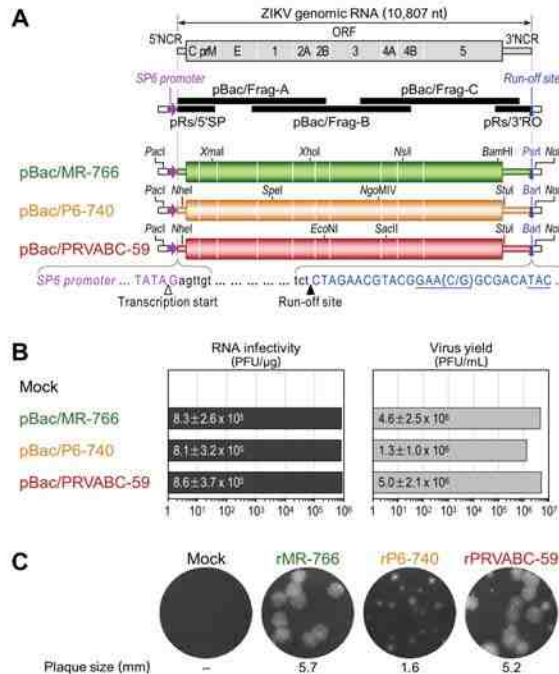 A
ZIKV genomic RNA (10,807 nt)
5'NCR
ORF
3'NCR
C prM E 1 2A 2B 3 4A 4B 5
SP6 promoter
Run-off site
pBac/Frag-A
pBac/Frag-C
pRs/5'SP
pBac/Frag-B
pRs/3'RO
PacI XmaI XhoI NsiI BamHI
pBac/MR-766
PacI NheI SpeI NgoMIV StuI
pBac/P6-740
PacI NheI EcoNI SacII StuI
pBac/PRVABC-59
SP6 promoter ... TATAGagttgt ... ... ... ... tctCTAGAACGTACGGAA{C/G}GCGACATAC ...
Transcription start
Run-off site
B
RNA infectivity
(PFU/µg)
Virus yield
(PFU/mL)
Mock
pBac/MR-766
8.3±2.6 x 10⁵
4.6±2.5 x 10⁶
pBac/P6-740
8.1±3.2 x 10⁵
1.3±1.0 x 10⁶
pBac/PRVABC-59
8.6±3.7 x 10⁵
5.0±2.1 x 10⁶
1 10¹ 10² 10³ 10⁴ 10⁵ 10⁶
1 10¹ 10² 10³ 10⁴ 10⁵ 10⁶ 10⁷
C
Mock rMR-766 rP6-740 rPRVABC-59
Plaque size (mm) – 5.7 1.6 5.2